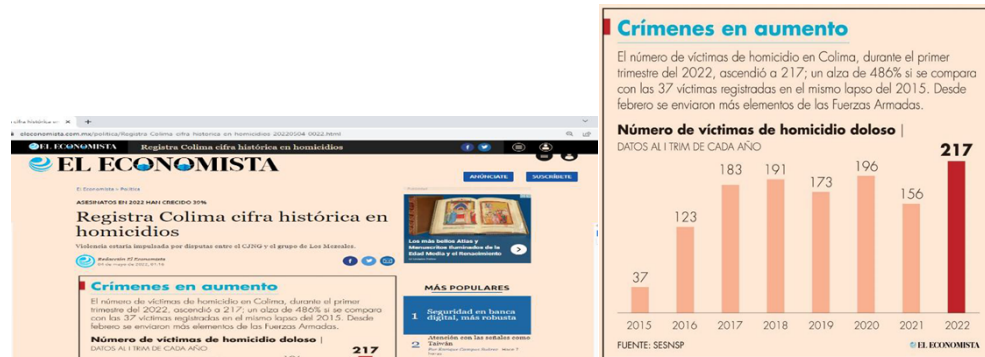 eleconomista.com.mx/politica/Registra-Colima-cifra-historica-en-homicidios-20220504-0022.html
EL ECONOMISTA
Registra Colima cifra histórica en homicidios
EL ECONOMISTA
ANÚNCIATE
SUSCRÍBETE
El Economista > Política
ASESINATOS EN 2022 HAN CRECIDO 39%
Registra Colima cifra histórica en
homicidios
Violencia estaría impulsada por disputas entre el CJNG y el grupo de Los Mezcales.
Redacción El Economista
Los más bellos Atlas y
Manuscritos Iluminados de la
Edad Media y el Renacimiento
Crímenes en aumento
El número de víctimas de homicidio en Colima, durante el primer
trimestre del 2022, ascendió a 217; un alza de 486% si se compara
con las 37 víctimas registradas en el mismo lapso del 2015. Desde
febrero se enviaron más elementos de las Fuerzas Armadas.
Número de víctimas de homicidio doloso |
DATOS AL I TRIM DE CADA AÑO
217
MÁS POPULARES
1 Seguridad en banca
digital, más robusta
2 Atención con las señales como
Taiwán
Crímenes en aumento
El número de víctimas de homicidio en Colima, durante el primer
trimestre del 2022, ascendió a 217; un alza de 486% si se compara
con las 37 víctimas registradas en el mismo lapso del 2015. Desde
febrero se enviaron más elementos de las Fuerzas Armadas.
Número de víctimas de homicidio doloso |
DATOS AL I TRIM DE CADA AÑO
37 123 183 191 173 196 156 217
2015 2016 2017 2018 2019 2020 2021 2022
FUENTE: SESNSP
EL ECONOMISTA